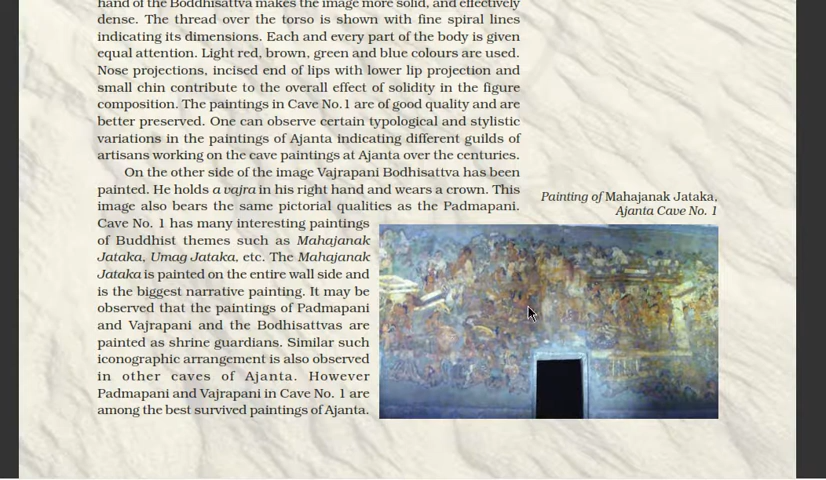 hand of the Boddhisattva makes the image more solid, and effectively
dense. The thread over the torso is shown with fine spiral lines
indicating its dimensions. Each and every part of the body is given
equal attention. Light red, brown, green and blue colours are used.
Nose projections, incised end of lips with lower lip projection and
small chin contribute to the overall effect of solidity in the figure
composition. The paintings in Cave No.1 are of good quality and are
better preserved. One can observe certain typological and stylistic
variations in the paintings of Ajanta indicating different guilds of
artisans working on the cave paintings at Ajanta over the centuries.
On the other side of the image Vajrapani Bodhisattva has been
painted. He holds a vajra in his right hand and wears a crown. This
image also bears the same pictorial qualities as the Padmapani.
Cave No. 1 has many interesting paintings
of Buddhist themes such as Mahajanak
Jataka, Umag Jataka, etc. The Mahajanak
Jataka is painted on the entire wall side and
is the biggest narrative painting. It may be
observed that the paintings of Padmapani
and Vajrapani and the Bodhisattvas are
painted as shrine guardians. Similar such
iconographic arrangement is also observed
in other caves of Ajanta. However
Padmapani and Vajrapani in Cave No. 1 are
among the best survived paintings of Ajanta.
Painting of Mahajanak Jataka,
Ajanta Cave No. 1